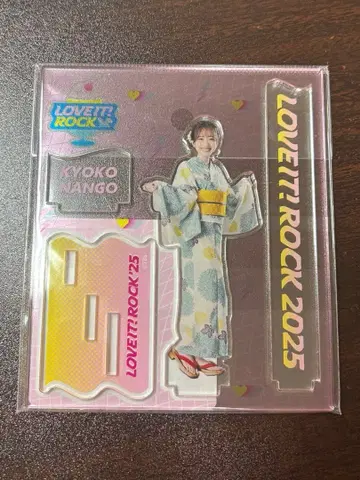 LOVE IT!
ROCK
KYOKO
NANGO
LOVE IT! ROCK'25
LOVE IT! ROCK 2025